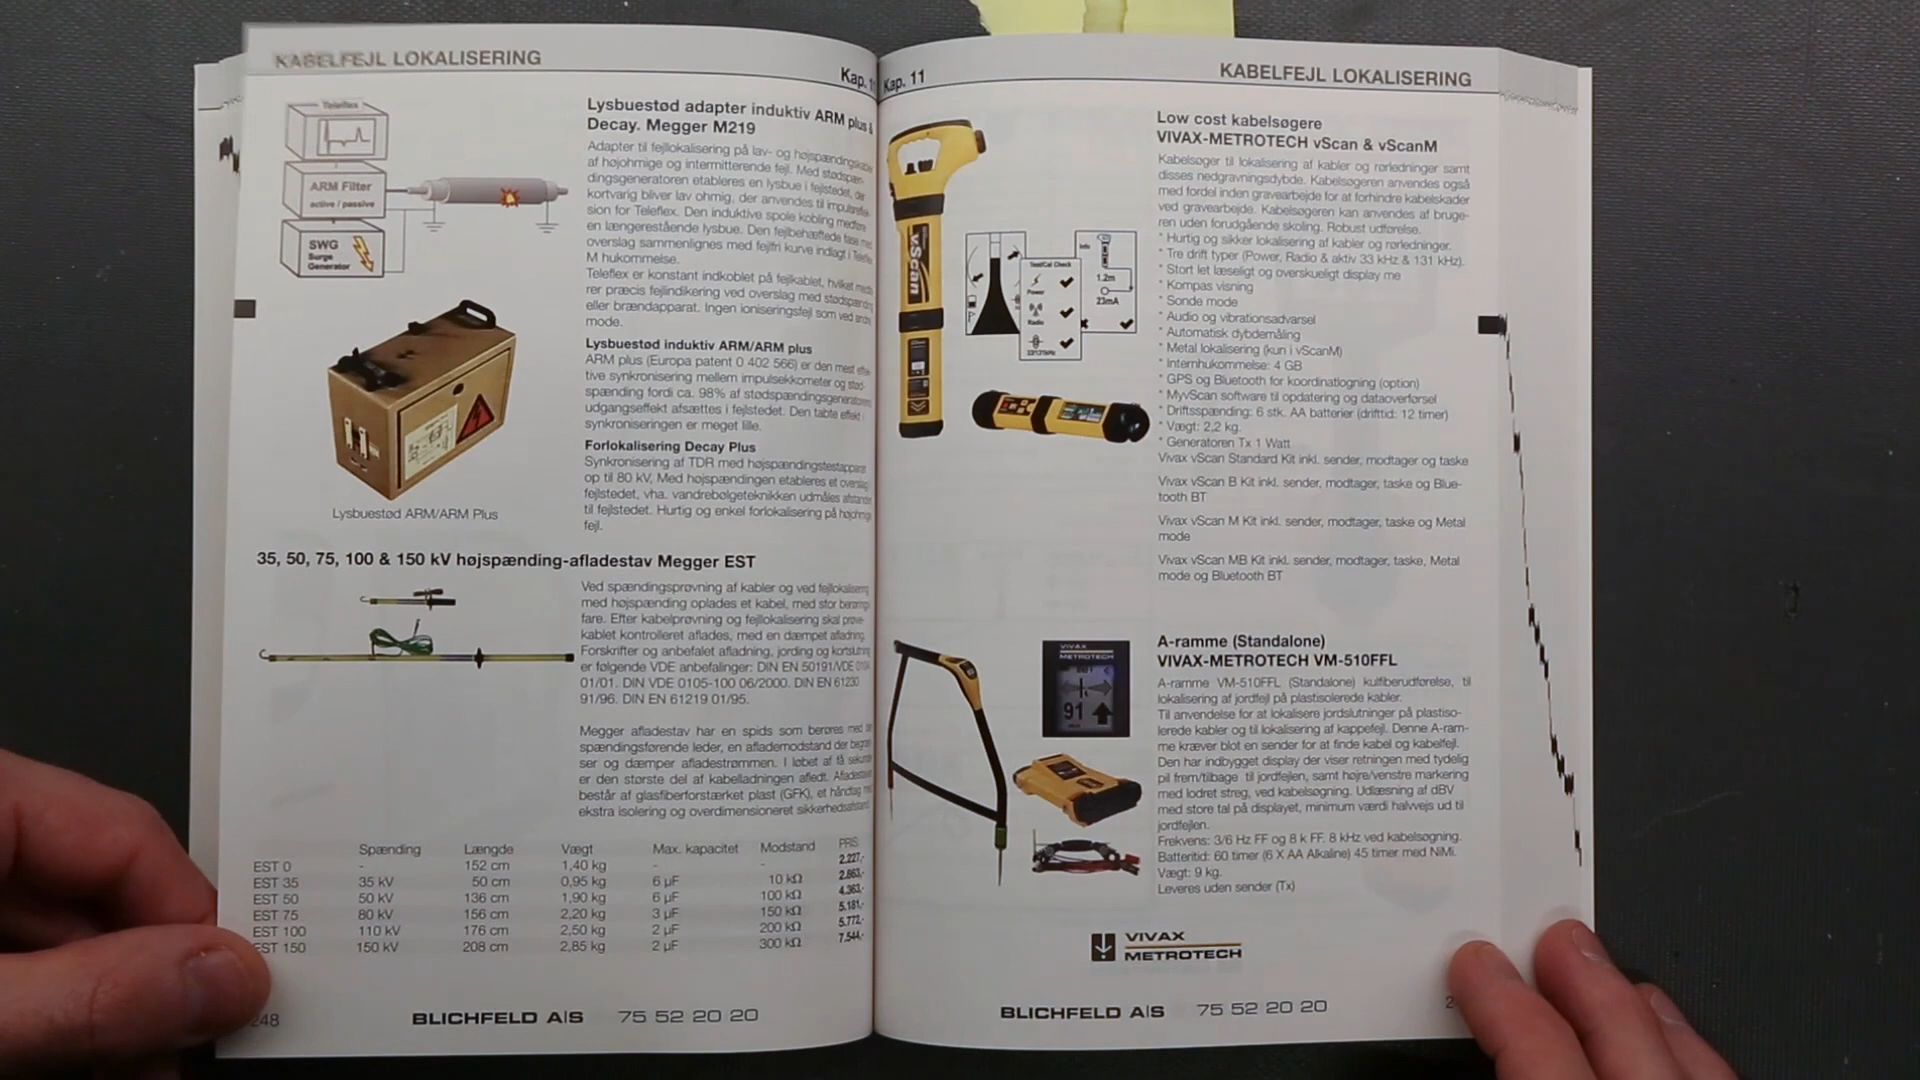 KABELFEJL LOKALISERING
Kap. 11
Teleflex
ARM Filter
active / passive
SWG
Surge
Generator
Lysbuestød ARM/ARM Plus
Lysbuestød adapter induktiv ARM plus &
Decay. Megger M219
Adapter til fejllokalisering på lav- og højspændingskabler
af højohmige og intermitterende fejl. Med stødspæn-
dingsgeneratoren etableres en lysbue i fejlstedet, der
kortvarig bliver lav ohmig, der anvendes til impulsreflek-
sion for Teleflex. Den induktive spole kobling medfører
en længerestående lysbue. Den fejlbehæftede fase med
overslag sammenlignes med fejlfri kurve indlagt i Teleflex
M hukommelse.
Teleflex er konstant indkoblet på fejlkablet, hvilket medfø-
rer præcis fejlindikering ved overslag med stødspænding
eller brændapparat. Ingen ioniseringsfejl som ved andre
mode.
Lysbuestød induktiv ARM/ARM plus
ARM plus (Europa patent 0 402 566) er den mest effek-
tive synkronisering mellem impulsekkometer og stød-
spænding fordi ca. 98% af stødspændingsgeneratorens
udgangseffekt afsættes i fejlstedet. Den tabte effekt i
synkroniseringen er meget lille.
Forlokalisering Decay Plus
Synkronisering af TDR med højspændingstestapparat
op til 80 kV, Med højspændingen etableres et overslag
fejlstedet, vha. vandrebølgeteknikken udmåles afstanden
til fejlstedet. Hurtig og enkel forlokalisering på højohmige
fejl.
35, 50, 75, 100 & 150 kV højspænding-afladestav Megger EST
Ved spændingsprøvning af kabler og ved fejllokalisering
med højspænding oplades et kabel, med stor berørings-
fare. Efter kabelprøvning og fejllokalisering skal prøve-
kablet kontrolleret aflades, med en dæmpet afladning.
Forskrifter og anbefalet afladning, jording og kortslutning
er følgende VDE anbefalinger: DIN EN 50191/VDE 0104
01/01. DIN VDE 0105-100 06/2000. DIN EN 61230
91/96. DIN EN 61219 01/95.
Megger afladestav har en spids som berøres med den
spændingsførende leder, en aflademodstand der begræn-
ser og dæmper afladestrømmen. I løbet af få sekunder
er den største del af kabelladningen afledt. Afladestaven
består af glasfiberforstærket plast (GFK), et håndtag med
ekstra isolering og overdimensioneret sikkerhedsafstand.
Spænding Længde Vægt Max. kapacitet Modstand PRIS
EST 0 - 152 cm 1,40 kg - - 2.227,-
EST 35 35 kV 50 cm 0,95 kg 6 µF 10 kΩ 2.863,-
EST 50 50 kV 136 cm 1,90 kg 6 µF 100 kΩ 4.363,-
EST 75 80 kV 156 cm 2,20 kg 3 µF 150 kΩ 5.181,-
EST 100 110 kV 176 cm 2,50 kg 2 µF 200 kΩ 5.772,-
EST 150 150 kV 208 cm 2,85 kg 2 µF 300 kΩ 7.544,-
248
BLICHFELD A|S 75 52 20 20
Kap. 11
KABELFEJL LOKALISERING
vScan
Info
1.2m
23mA
Test/Cal Check
Power
Radio
Low cost kabelsøgere
VIVAX-METROTECH vScan & vScanM
Kabelsøger til lokalisering af kabler og rørledninger samt
disses nedgravningsdybde. Kabelsøgeren anvendes også
med fordel inden gravearbejde for at forhindre kabelskader
ved gravearbejde. Kabelsøgeren kan anvendes af bruge-
ren uden forudgående skoling. Robust udførelse.
* Hurtig og sikker lokalisering af kabler og rørledninger.
* Tre drift typer (Power, Radio & aktiv 33 kHz & 131 kHz).
* Stort let læseligt og overskueligt display me
* Kompas visning
* Sonde mode
* Audio og vibrationsadvarsel
* Automatisk dybdemåling
* Metal lokalisering (kun i vScanM)
* Internhukommelse: 4 GB
* GPS og Bluetooth for koordinatlogning (option)
* MyvScan software til opdatering og dataoverførsel
* Driftsspænding: 6 stk. AA batterier (drifttid: 12 timer)
* Vægt: 2,2 kg.
* Generatoren Tx 1 Watt
Vivax vScan Standard Kit inkl. sender, modtager og taske
Vivax vScan B Kit inkl. sender, modtager, taske og Blue-
tooth BT
Vivax vScan M Kit inkl. sender, modtager, taske og Metal
mode
Vivax vScan MB Kit inkl. sender, modtager, taske, Metal
mode og Bluetooth BT
VIVAX
METROTECH
91
A-ramme (Standalone)
VIVAX-METROTECH VM-510FFL
A-ramme VM-510FFL (Standalone) kulfiberudførelse, til
lokalisering af jordfejl på plastisolerede kabler.
Til anvendelse for at lokalisere jordslutninger på plastiso-
lerede kabler og til lokalisering af kappefejl. Denne A-ram-
me kræver blot en sender for at finde kabel og kabelfejl.
Den har indbygget display der viser retningen med tydelig
pil frem/tilbage til jordfejlen, samt højre/venstre markering
med lodret streg, ved kabelsøgning. Udlæsning af dBV
med store tal på displayet, minimum værdi halvvejs ud til
jordfejlen.
Frekvens: 3/6 Hz FF og 8 k FF. 8 kHz ved kabelsøgning.
Batteritid: 60 timer (6 X AA Alkaline) 45 timer med NiMi.
Vægt: 9 kg.
Leveres uden sender (Tx)
VIVAX
METROTECH
BLICHFELD A|S 75 52 20 20